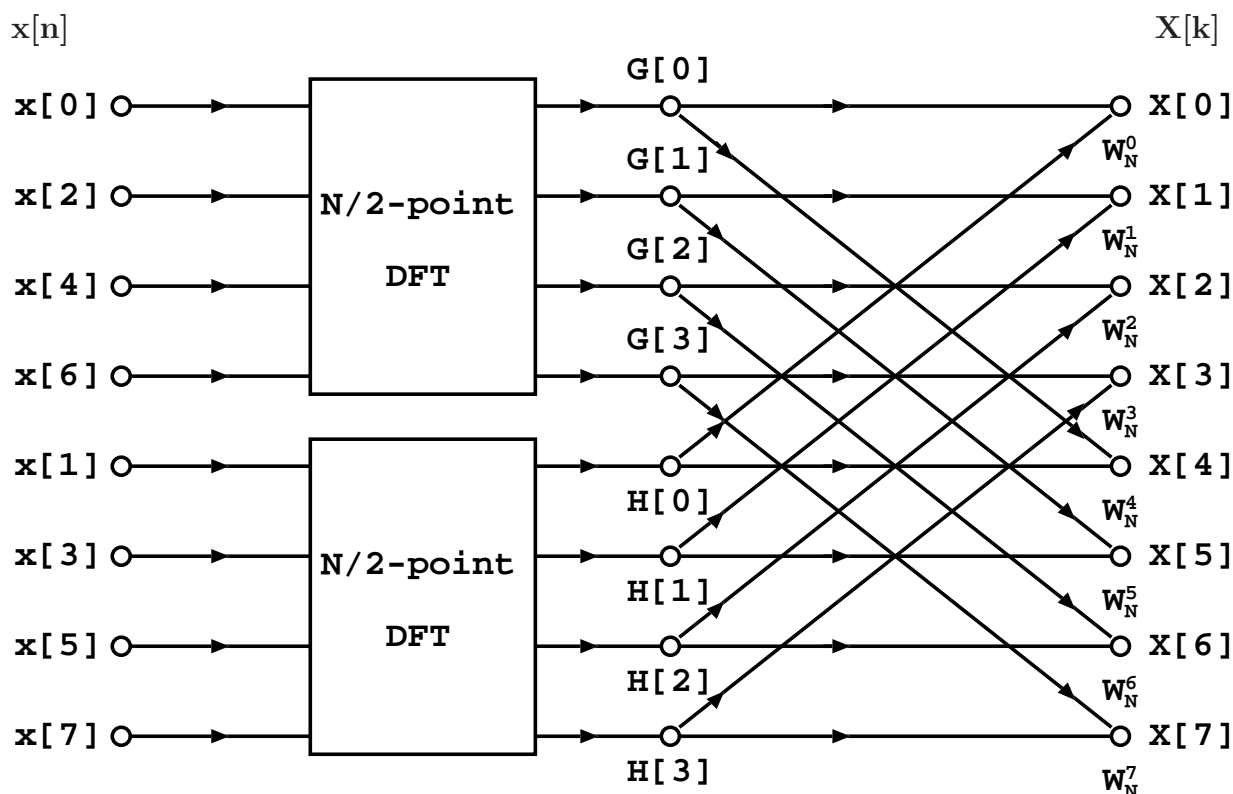 x[n] X[k]
G[0]
x[0] X[0]
W_N^0
G[1]
x[2] N/2-point X[1]
W_N^1
G[2]
x[4] DFT X[2]
W_N^2
G[3]
x[6] X[3]
W_N^3
x[1] X[4]
H[0]
W_N^4
x[3] N/2-point X[5]
H[1]
W_N^5
x[5] DFT X[6]
H[2]
W_N^6
x[7] X[7]
H[3]
W_N^7